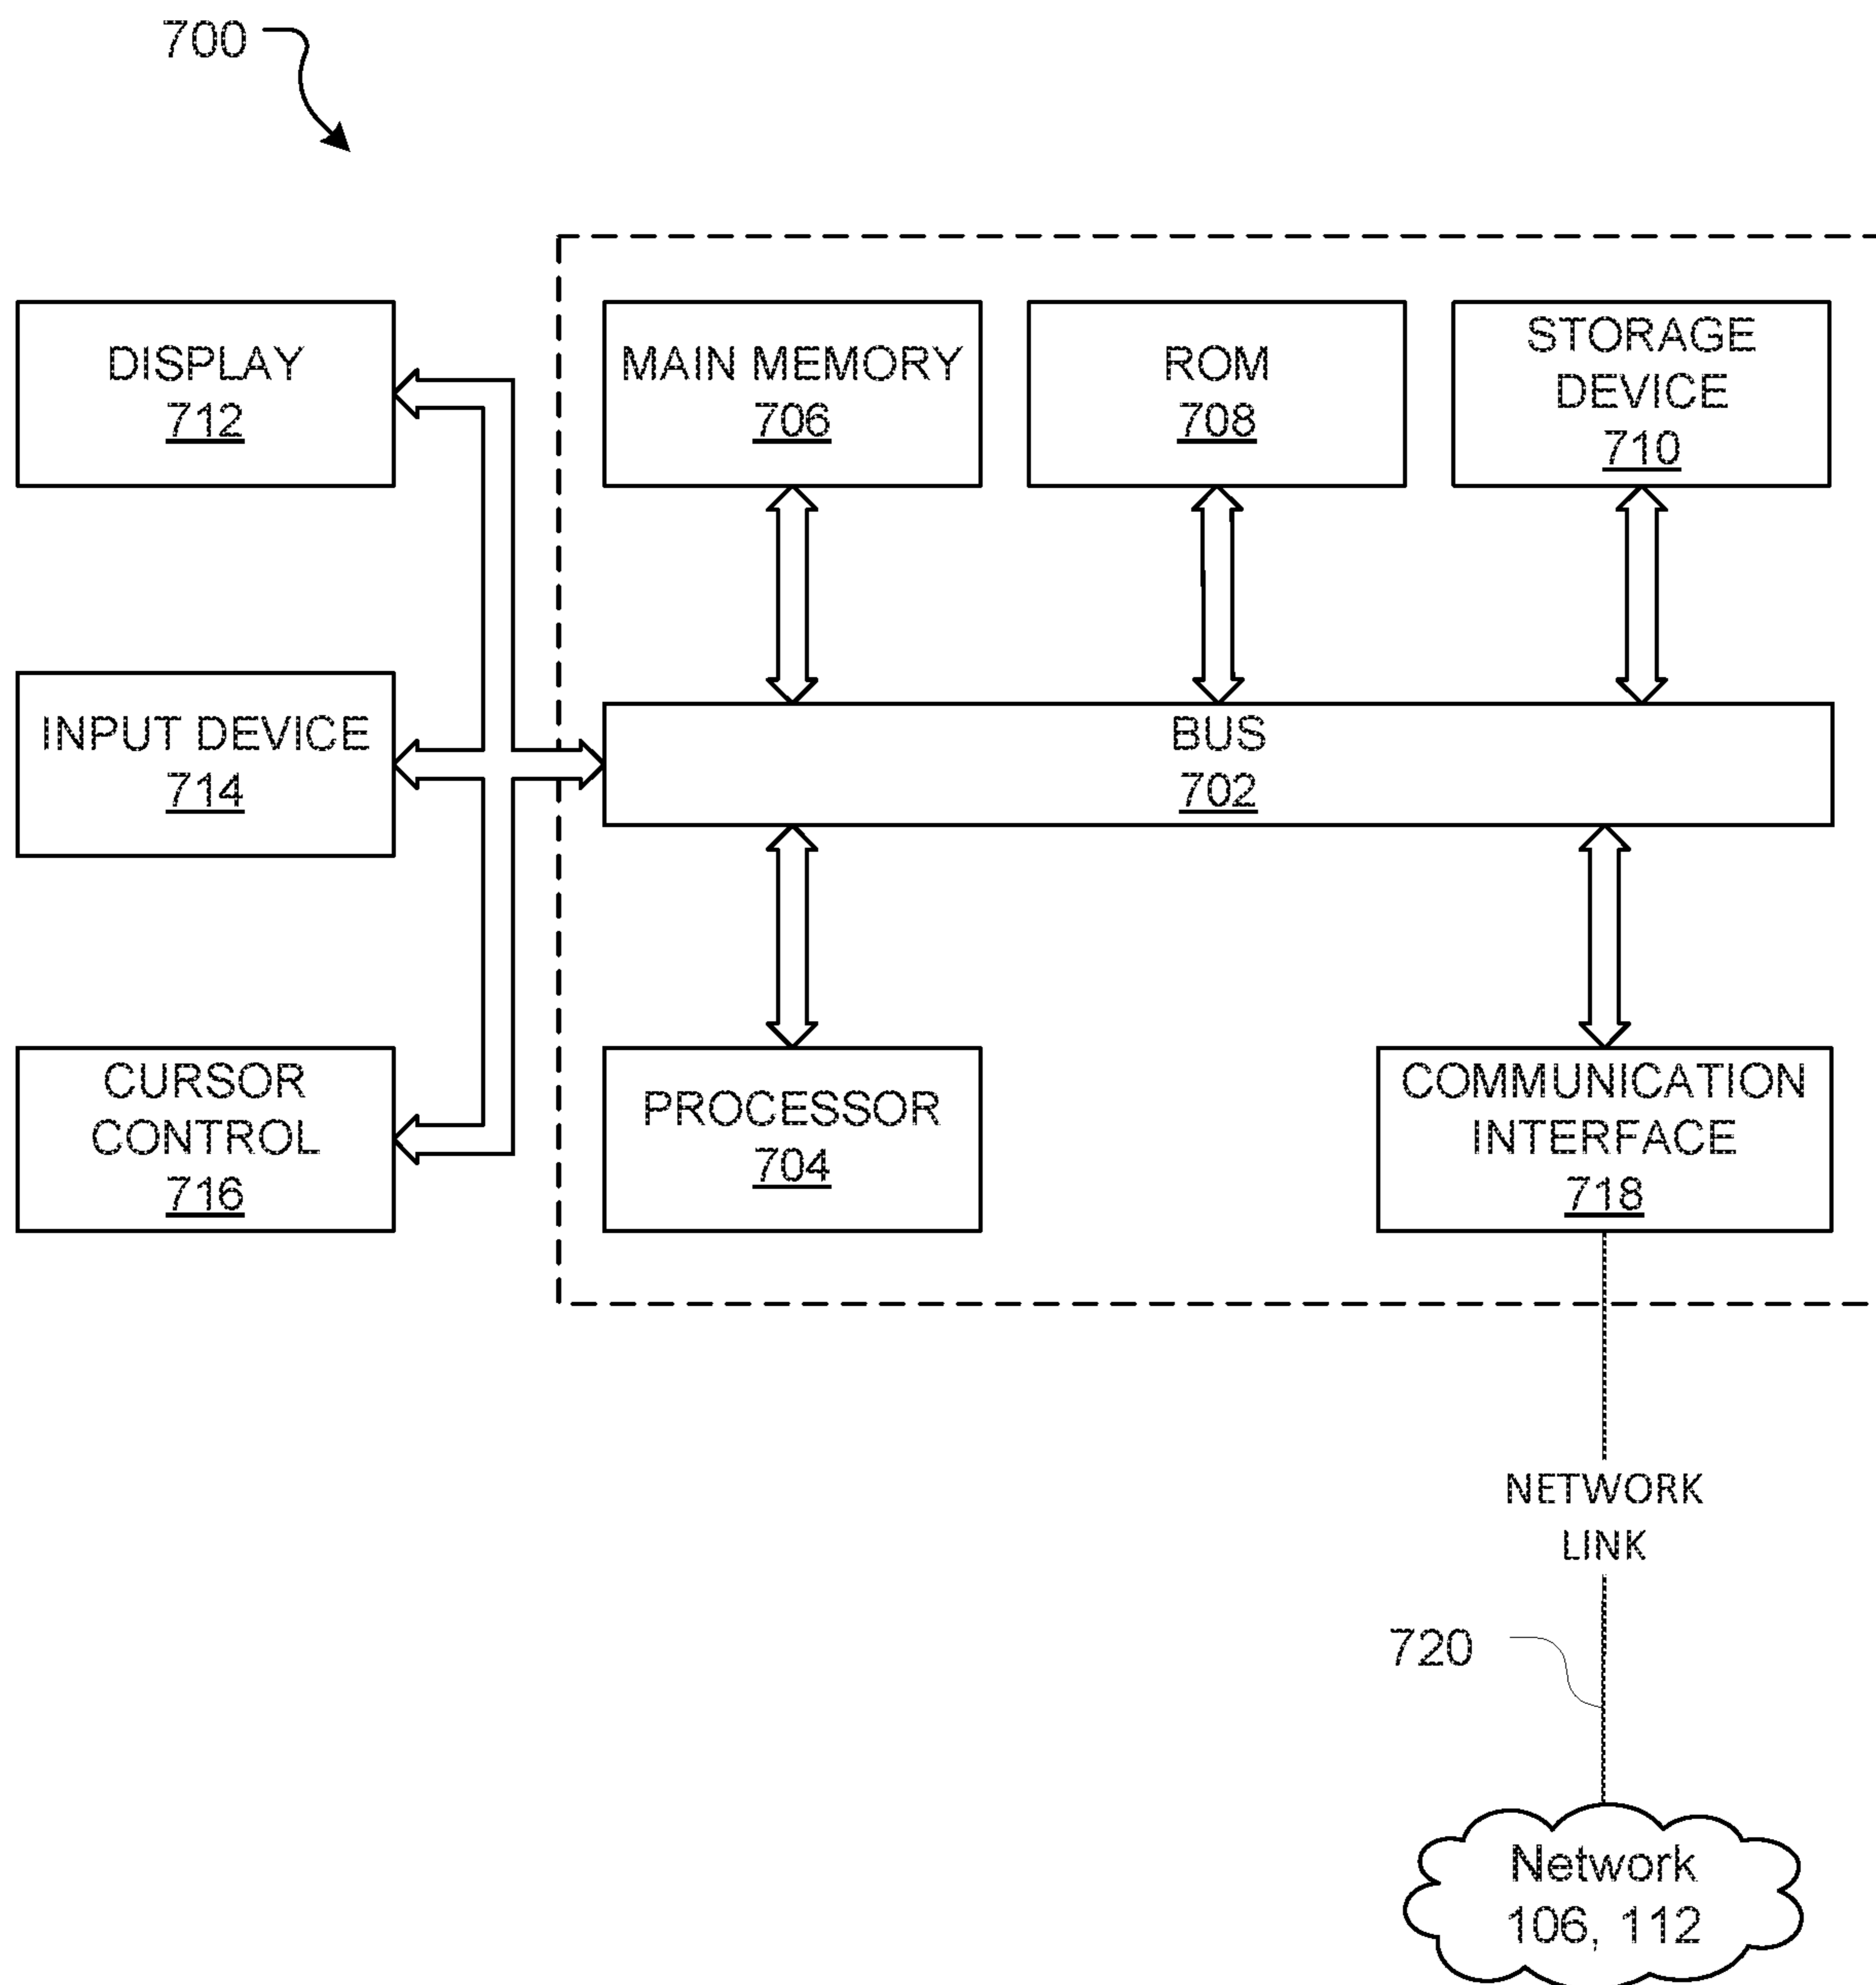 700
DISPLAY
712
MAIN MEMORY
706
ROM
708
STORAGE
DEVICE
710
INPUT DEVICE
714
BUS
702
CURSOR
CONTROL
716
PROCESSOR
704
COMMUNICATION
INTERFACE
718
NETWORK
LINK
720
Network
106, 112